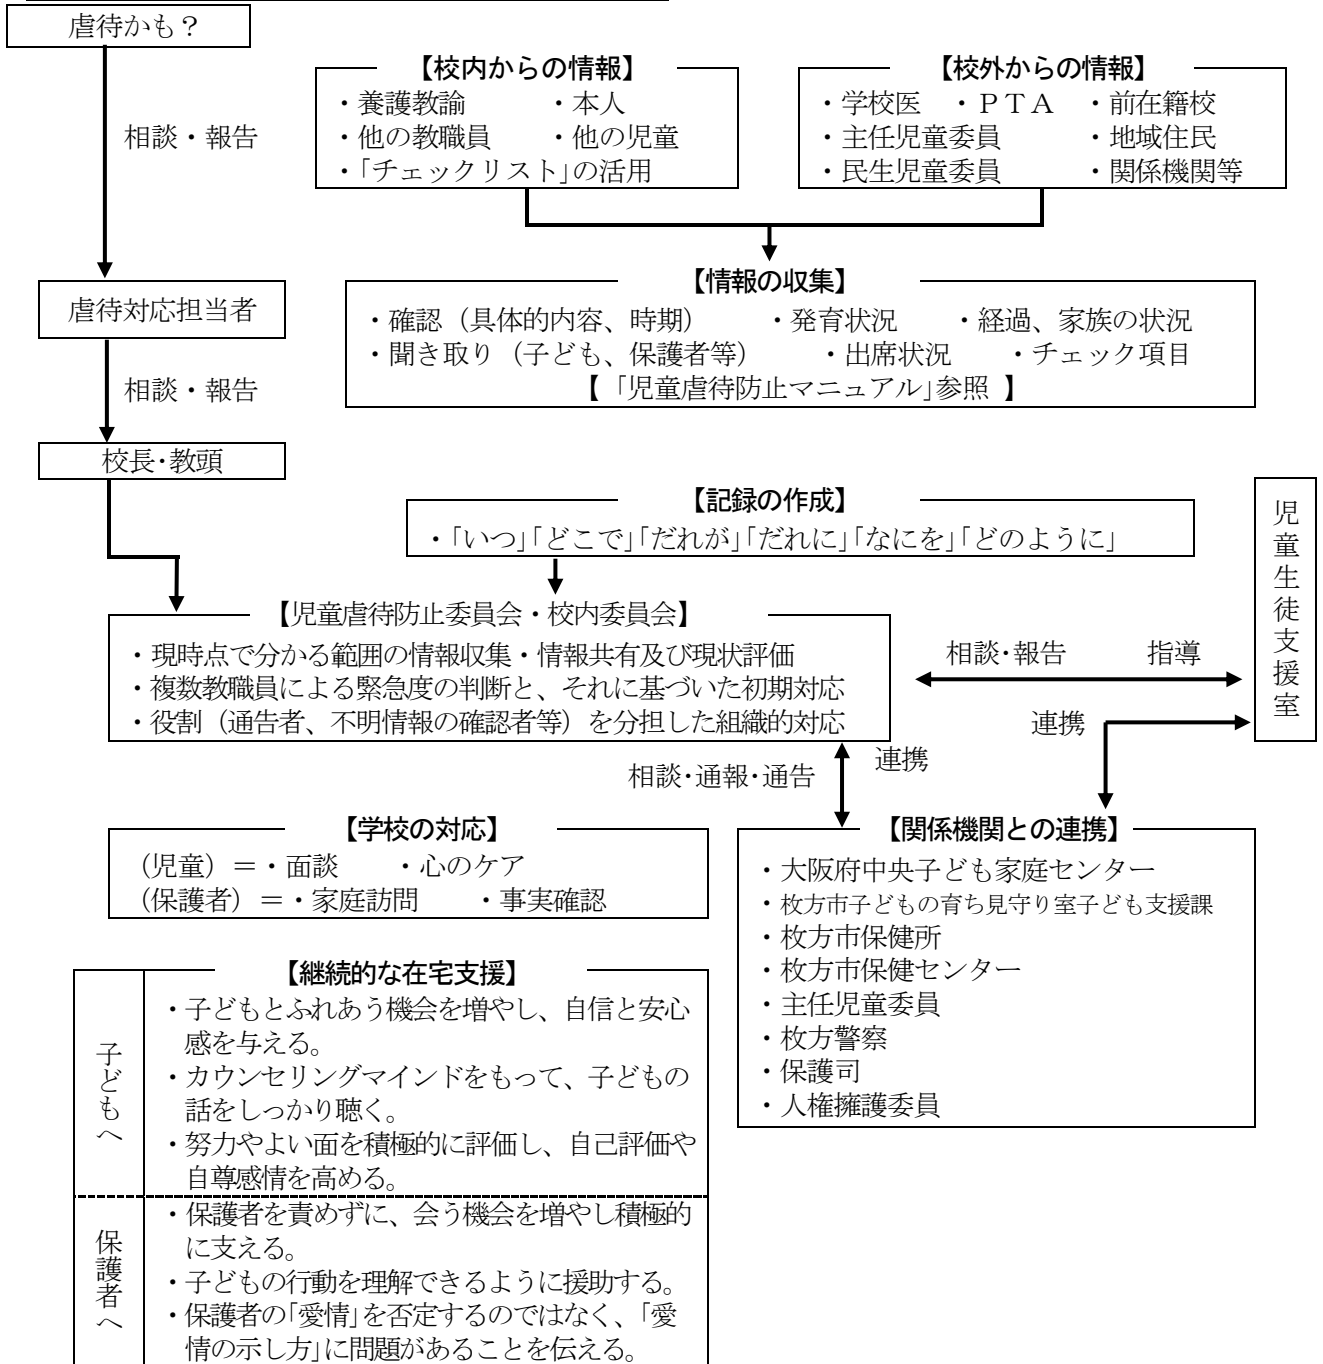 虐待かも？
相談・報告
【校内からの情報】
・養護教諭　　　・本人
・他の教職員　　・他の児童
・「チェックリスト」の活用
【校外からの情報】
・学校医　・ＰＴＡ　・前在籍校
・主任児童委員　　　・地域住民
・民生児童委員　　　・関係機関等
虐待対応担当者
【情報の収集】
・確認（具体的内容、時期）　　・発育状況　　・経過、家族の状況
・聞き取り（子ども、保護者等）　　・出席状況　　・チェック項目
【「児童虐待防止マニュアル」参照 】
相談・報告
校長・教頭
【記録の作成】
・「いつ」「どこで」「だれが」「だれに」「なにを」「どのように」
児童生徒支援室
【児童虐待防止委員会・校内委員会】
・現時点で分かる範囲の情報収集・情報共有及び現状評価
・複数教職員による緊急度の判断と、それに基づいた初期対応
・役割（通告者、不明情報の確認者等）を分担した組織的対応
相談・報告　　指導
連携
相談・通報・通告
連携
【学校の対応】
（児童）＝・面談　　・心のケア
（保護者）＝・家庭訪問　　・事実確認
【関係機関との連携】
・大阪府中央子ども家庭センター
・枚方市子どもの育ち見守り室子ども支援課
・枚方市保健所
・枚方市保健センター
・主任児童委員
・枚方警察
・保護司
・人権擁護委員
【継続的な在宅支援】
子どもへ
・子どもとふれあう機会を増やし、自信と安心
感を与える。
・カウンセリングマインドをもって、子どもの
話をしっかり聴く。
・努力やよい面を積極的に評価し、自己評価や
自尊感情を高める。
保護者へ
・保護者を責めずに、会う機会を増やし積極的
に支える。
・子どもの行動を理解できるように援助する。
・保護者の「愛情」を否定するのではなく、「愛
情の示し方」に問題があることを伝える。